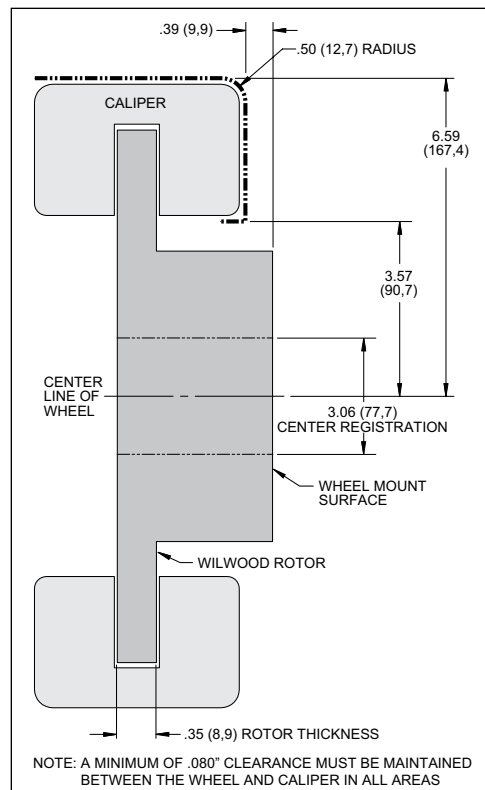 .39 (9,9)
.50 (12,7) RADIUS
CALIPER
6.59
(167,4)
3.57
(90,7)
CENTER
LINE OF
WHEEL
3.06 (77,7)
CENTER REGISTRATION
WHEEL MOUNT
SURFACE
WILWOOD ROTOR
.35 (8,9) ROTOR THICKNESS
NOTE: A MINIMUM OF .080" CLEARANCE MUST BE MAINTAINED
BETWEEN THE WHEEL AND CALIPER IN ALL AREAS